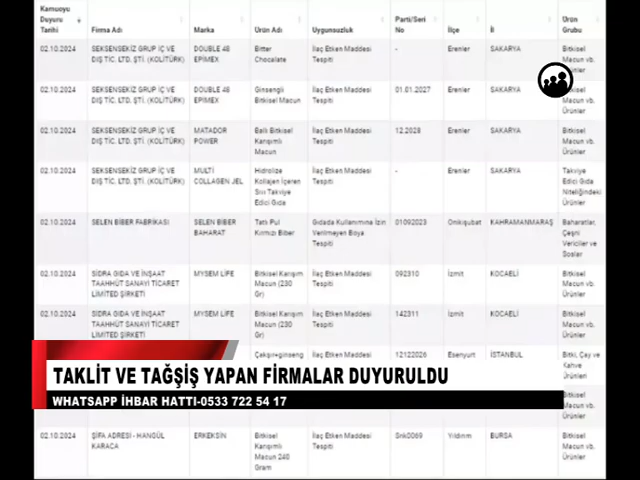 Kamuoyu
Duyuru
Tarihi
Firma Adı
Marka
Ürün Adı
Uygunsuzluk
Parti/Seri
No
İlçe
İl
Ürün
Grubu
02.10.2024
SEKSENSEKİZ GRUP İÇ VE
DIŞ TİC. LTD. ŞTİ. (KOLİTÜRK)
DOUBLE 48
EPİMEX
Bitter
Chocolate
İlaç Etken Maddesi
Tespiti
-
Erenler
SAKARYA
Bitkisel
Macun vb.
Ürünler
02.10.2024
SEKSENSEKİZ GRUP İÇ VE
DIŞ TİC. LTD. ŞTİ. (KOLİTÜRK)
DOUBLE 48
EPİMEX
Ginsengli
Bitkisel Macun
İlaç Etken Maddesi
Tespiti
01.01.2027
Erenler
SAKARYA
Macun vb.
Ürünler
02.10.2024
SEKSENSEKİZ GRUP İÇ VE
DIŞ TİC. LTD. ŞTİ. (KOLİTÜRK)
MATADOR
POWER
Ballı Bitkisel
Karışımlı
Macun
İlaç Etken Maddesi
Tespiti
12.2028
Erenler
SAKARYA
Bitkisel
Macun vb.
Ürünler
02.10.2024
SEKSENSEKİZ GRUP İÇ VE
DIŞ TİC. LTD. ŞTİ. (KOLİTÜRK)
MULTİ
COLLAGEN JEL
Hidrolize
Kollajen İçeren
Sıvı Takviye
Edici Gıda
İlaç Etken Maddesi
Tespiti
-
Erenler
SAKARYA
Takviye
Edici Gıda
Niteliğindeki
Ürünler
02.10.2024
SELEN BİBER FABRİKASI
SELEN BİBER
BAHARAT
Tatlı Pul
Kırmızı Biber
Gıdada Kullanımına İzin
Verilmeyen Boya
Tespiti
01092023
Onikişubat
KAHRAMANMARAŞ
Baharatlar,
Çeşni
Vericiler ve
Soslar
02.10.2024
SİDRA GIDA VE İNŞAAT
TAAHHÜT SANAYİ TİCARET
LİMİTED ŞİRKETİ
MYSEM LİFE
Bitkisel Karışım
Macun (230
Gr)
İlaç Etken Maddesi
Tespiti
092310
İzmit
KOCAELİ
Bitkisel
Macun vb.
Ürünler
02.10.2024
SİDRA GIDA VE İNŞAAT
TAAHHÜT SANAYİ TİCARET
LİMİTED ŞİRKETİ
MYSEM LİFE
Bitkisel Karışım
Macun (230
Gr)
İlaç Etken Maddesi
Tespiti
142311
İzmit
KOCAELİ
Bitkisel
Macun vb.
Ürünler
Çakşır+ginseng
İlaç Etken Maddesi
12122026
Esenyurt
İSTANBUL
Bitki, Çay ve
Kahve
Ürünleri
TAKLİT VE TAĞŞİŞ YAPAN FİRMALAR DUYURULDU
WHATSAPP İHBAR HATTI-0533 722 54 17
Macun vb.
Ürünler
02.10.2024
ŞİFA ADRESİ - HANGÜL
KARACA
ERKEKSİN
Bitkisel
Karışımlı
Macun 240
Gram
İlaç Etken Maddesi
Tespiti
Snk0069
Yıldırım
BURSA
Bitkisel
Macun vb.
Ürünler